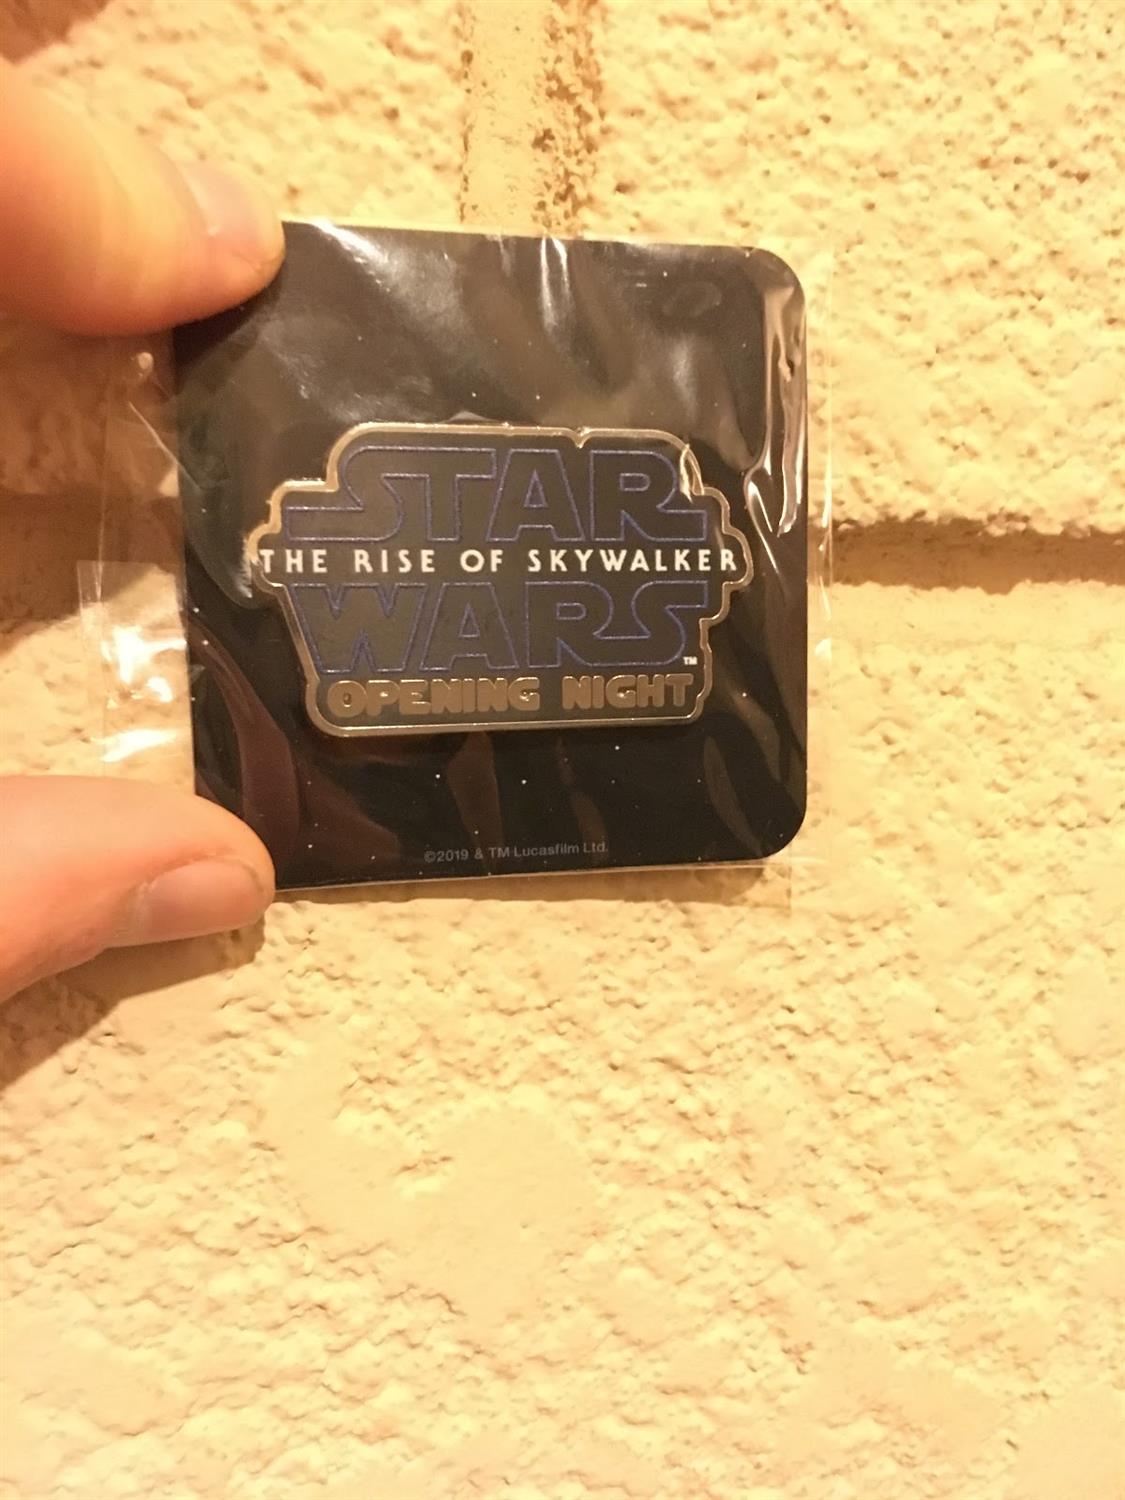 STAR
THE RISE OF SKYWALKER
WARS
TM
OPENING NIGHT
©2019 & TM Lucasfilm Ltd.